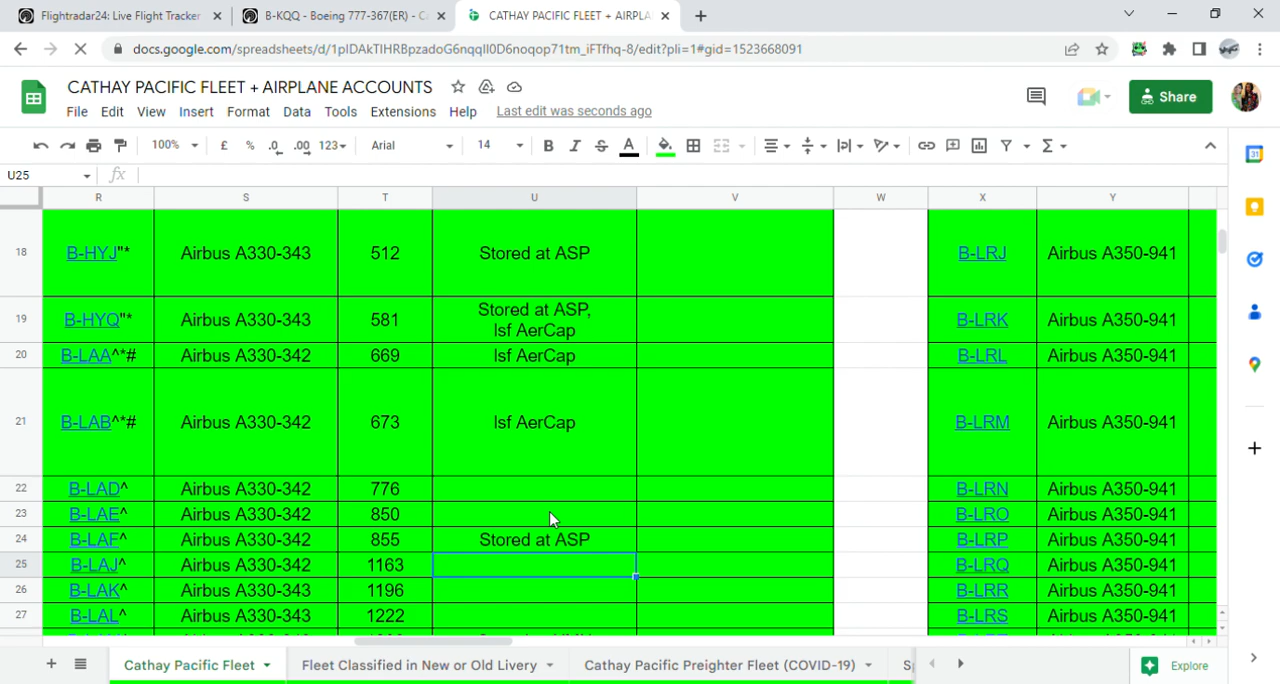 Flightradar24: Live Flight Tracker
B-KQQ - Boeing 777-367(ER) - C
CATHAY PACIFIC FLEET + AIRPLA
docs.google.com/spreadsheets/d/1pIDAkTIHRBpzadoG6nqqII0D6noqop71tm_iFTfhq-8/edit?pli=1#gid=1523668091
CATHAY PACIFIC FLEET + AIRPLANE ACCOUNTS
File Edit View Insert Format Data Tools Extensions Help Last edit was seconds ago
Share
100% £ % .0 .00 123 Arial 14 B I S A
U25 fx
R S T U V W X Y
18 B-HYJ"* Airbus A330-343 512 Stored at ASP B-LRJ Airbus A350-941
19 B-HYQ"* Airbus A330-343 581 Stored at ASP,
lsf AerCap B-LRK Airbus A350-941
20 B-LAA^*# Airbus A330-342 669 lsf AerCap B-LRL Airbus A350-941
21 B-LAB^*# Airbus A330-342 673 lsf AerCap B-LRM Airbus A350-941
22 B-LAD^ Airbus A330-342 776 B-LRN Airbus A350-941
23 B-LAE^ Airbus A330-342 850 B-LRO Airbus A350-941
24 B-LAF^ Airbus A330-342 855 Stored at ASP B-LRP Airbus A350-941
25 B-LAJ^ Airbus A330-342 1163 B-LRQ Airbus A350-941
26 B-LAK^ Airbus A330-343 1196 B-LRR Airbus A350-941
27 B-LAL^ Airbus A330-343 1222 B-LRS Airbus A350-941
Cathay Pacific Fleet Fleet Classified in New or Old Livery Cathay Pacific Preighter Fleet (COVID-19) Explore